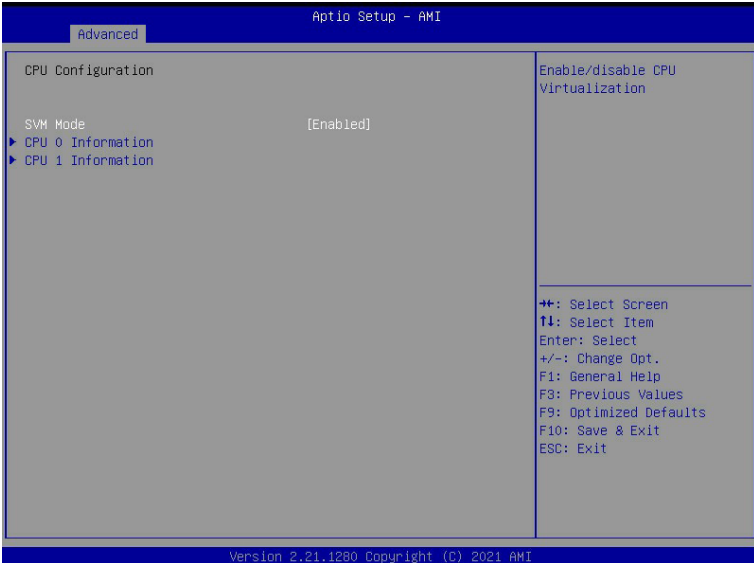 Aptio Setup – AMI
Advanced
CPU Configuration
SVM Mode [Enabled]
CPU 0 Information
CPU 1 Information
Enable/disable CPU
Virtualization
→←: Select Screen
↑↓: Select Item
Enter: Select
+/-: Change Opt.
F1: General Help
F3: Previous Values
F9: Optimized Defaults
F10: Save & Exit
ESC: Exit
Version 2.21.1280 Copyright (C) 2021 AMI